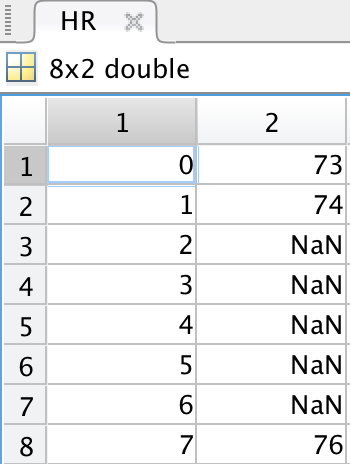 HR
8x2 double
1 2
1 0 73
2 1 74
3 2 NaN
4 3 NaN
5 4 NaN
6 5 NaN
7 6 NaN
8 7 76